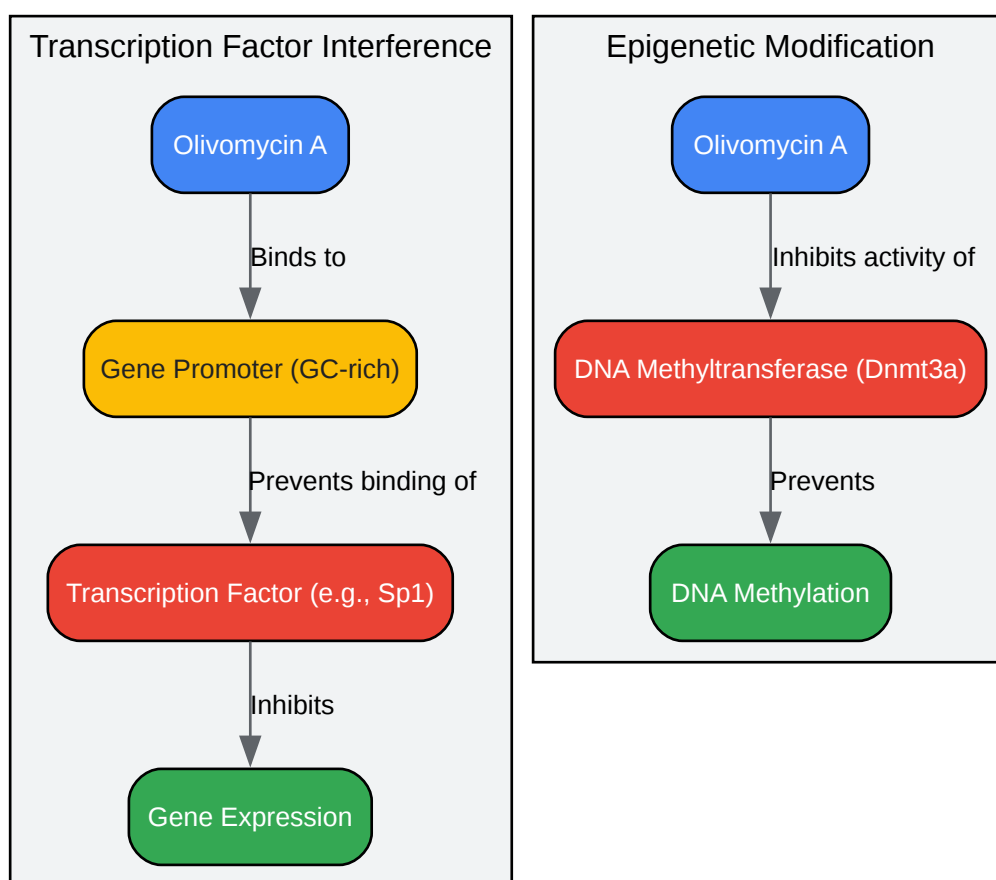 Transcription Factor Interference
Olivomycin A
Binds to
Gene Promoter (GC-rich)
Prevents binding of
Transcription Factor (e.g., Sp1)
Inhibits
Gene Expression
Epigenetic Modification
Olivomycin A
Inhibits activity of
DNA Methyltransferase (Dnmt3a)
Prevents
DNA Methylation